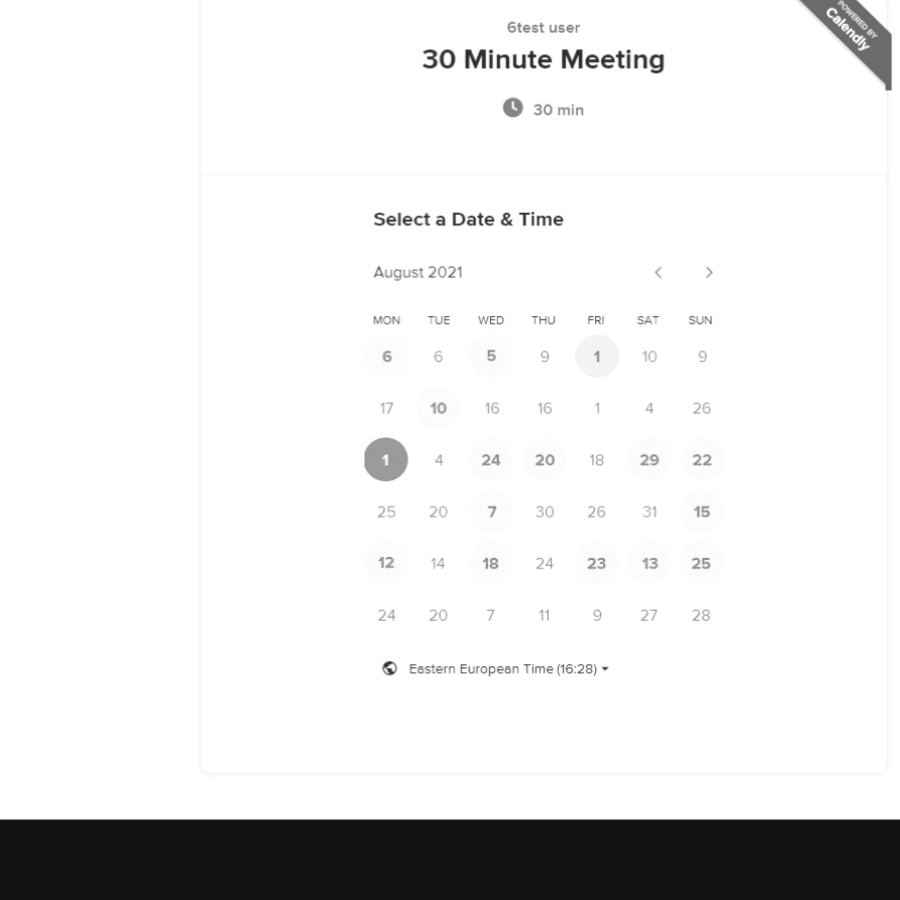 POWERED BY
Calendly
6test user
30 Minute Meeting
30 min
Select a Date & Time
August 2021
MON TUE WED THU FRI SAT SUN
6 6 5 9 1 10 9
17 10 16 16 1 4 26
1 4 24 20 18 29 22
25 20 7 30 26 31 15
12 14 18 24 23 13 25
24 20 7 11 9 27 28
Eastern European Time (16:28)